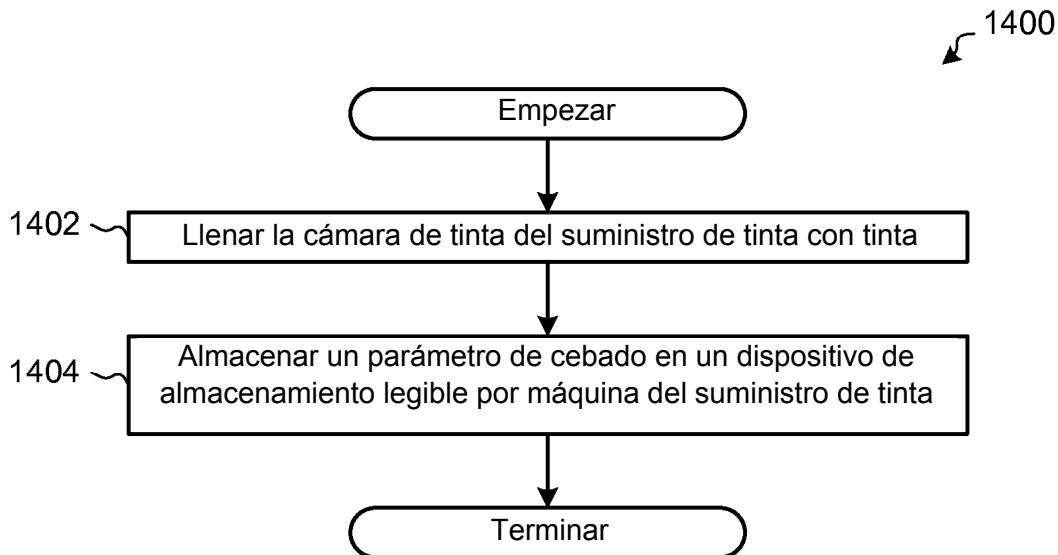 1400
Empezar
1402
Llenar la cámara de tinta del suministro de tinta con tinta
1404
Almacenar un parámetro de cebado en un dispositivo de
almacenamiento legible por máquina del suministro de tinta
Terminar